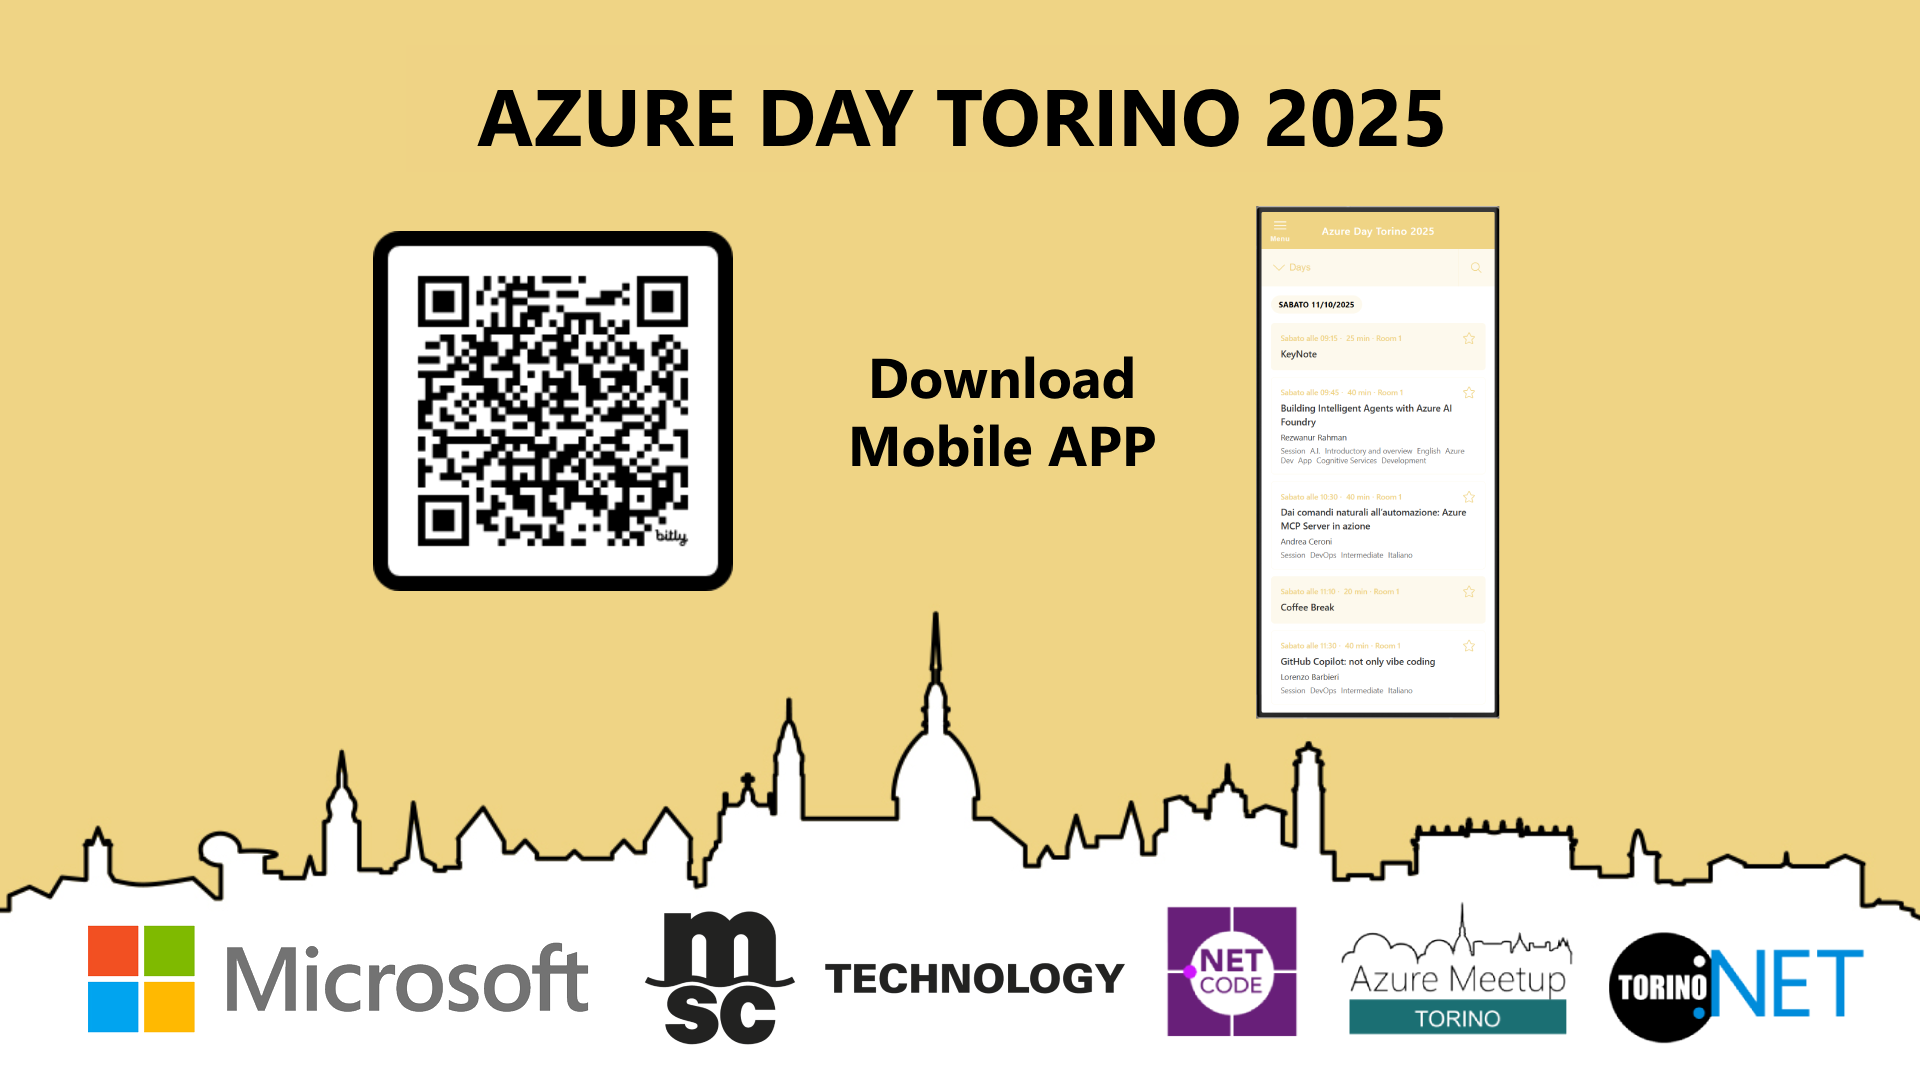 AZURE DAY TORINO 2025
bitly
Download
Mobile APP
Menu
Azure Day Torino 2025
Days
SABATO 11/10/2025
Sabato alle 09:15 · 25 min · Room 1
KeyNote
Sabato alle 09:45 · 40 min · Room 1
Building Intelligent Agents with Azure AI
Foundry
Rezwanur Rahman
Session A.I. Introductory and overview English Azure
Dev App Cognitive Services Development
Sabato alle 10:30 · 40 min · Room 1
Dai comandi naturali all'automazione: Azure
MCP Server in azione
Andrea Ceroni
Session DevOps Intermediate Italiano
Sabato alle 11:10 · 20 min · Room 1
Coffee Break
Sabato alle 11:30 · 40 min · Room 1
GitHub Copilot: not only vibe coding
Lorenzo Barbieri
Session DevOps Intermediate Italiano
Microsoft
msc
TECHNOLOGY
NET
CODE
Azure Meetup
TORINO
TORINO.NET